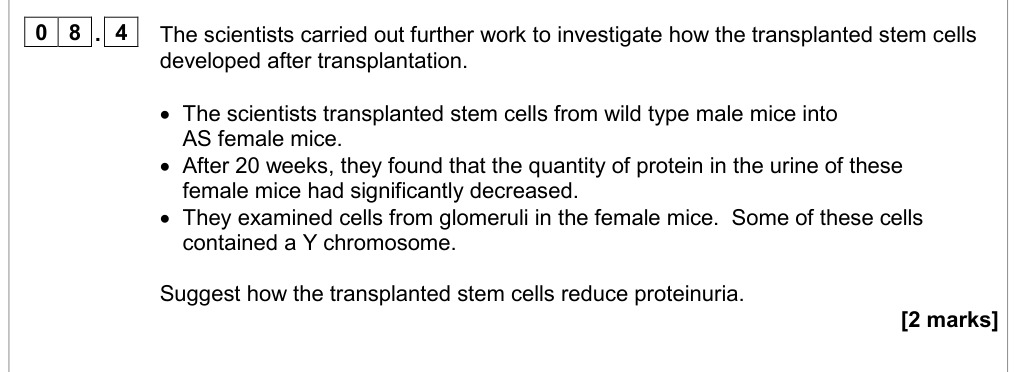 08.4 The scientists carried out further work to investigate how the transplanted stem cells
developed after transplantation.
• The scientists transplanted stem cells from wild type male mice into
AS female mice.
• After 20 weeks, they found that the quantity of protein in the urine of these
female mice had significantly decreased.
• They examined cells from glomeruli in the female mice. Some of these cells
contained a Y chromosome.
Suggest how the transplanted stem cells reduce proteinuria.
[2 marks]